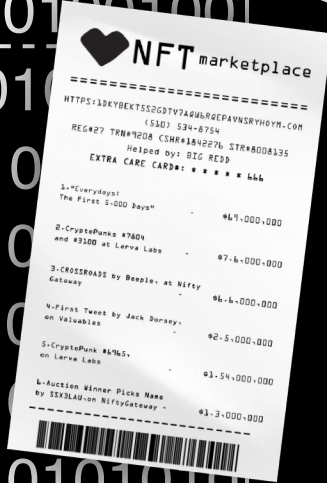 NFT marketplace
HTTPS:1DKYBEKT5S2GDTV7AQW6RQEPAVNSRYHOYM.COM
(510) 534-8754
REG#27 TRN#9208 CSHR#184227b STR#8008135
Helped by: BIG REDD
EXTRA CARE CARD#: * * * * * 666
1."Everydays:
The First 5,000 Days" - $69,000,000
2.CryptoPunks #7804
and #3100 at Larva Labs - $7.6,000,000
3.CROSSROADS by Beeple, at Nifty
Gateway - $6.6,000,000
4.First Tweet by Jack Dorsey,
on Valuables - $2.5,000,000
5.CryptoPunk #6965,
on Larva Labs - $1.54,000,000
6.Auction Winner Picks Name
by SSX3LAU,on NiftyGateway - $1.3,000,000